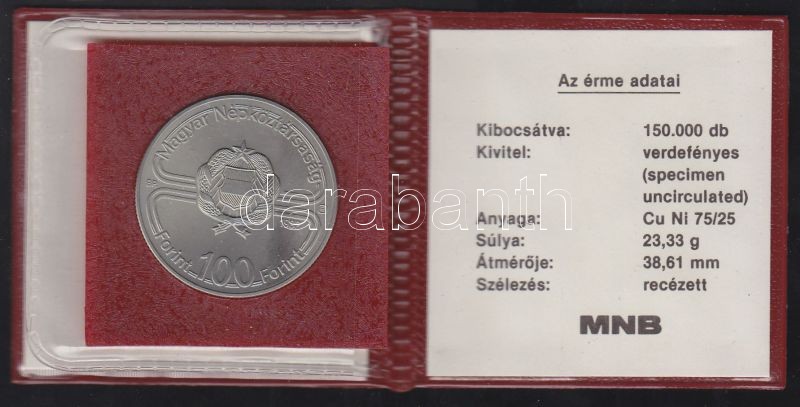 Magyar Népköztársaság
Forint 100 Forint
darabanth
Az érme adatai
Kibocsátva: 150.000 db
Kivitel: verdefényes
(specimen
uncirculated)
Anyaga: Cu Ni 75/25
Súlya: 23,33 g
Átmérője: 38,61 mm
Szélezés: recézett
MNB